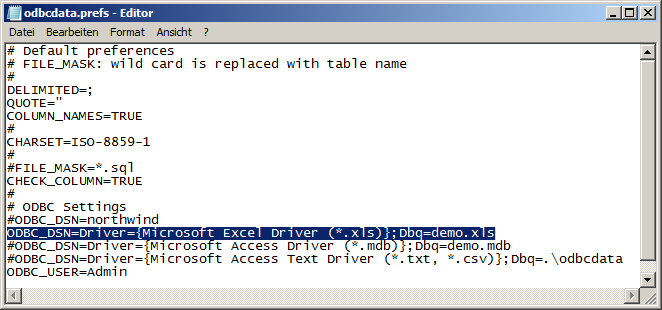 odbcdata.prefs - Editor
Datei Bearbeiten Format Ansicht ?
# Default preferences
# FILE_MASK: wild card is replaced with table name
#
DELIMITED=;
QUOTE="
COLUMN_NAMES=TRUE
#
CHARSET=ISO-8859-1
#
#FILE_MASK=*.sql
CHECK_COLUMN=TRUE
#
# ODBC Settings
#ODBC_DSN=northwind
ODBC_DSN=Driver={Microsoft Excel Driver (*.xls)};Dbq=demo.xls
#ODBC_DSN=Driver={Microsoft Access Driver (*.mdb)};Dbq=demo.mdb
#ODBC_DSN=Driver={Microsoft Access Text Driver (*.txt, *.csv)};Dbq=.\odbcdata
ODBC_USER=Admin